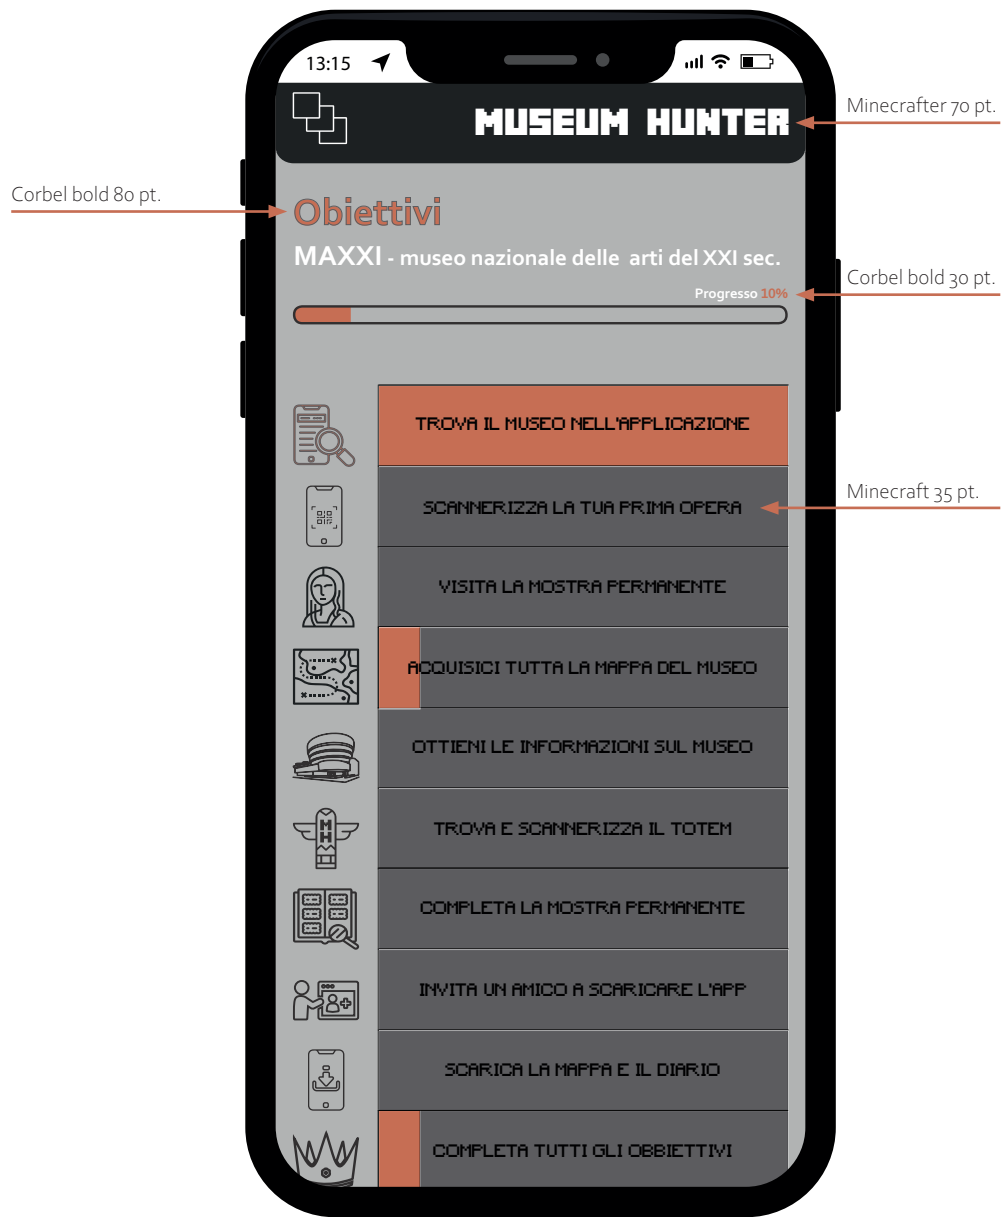 13:15
MUSEUM HUNTER
Minecrafter 70 pt.
Corbel bold 80 pt.
Obiettivi
MAXXI - museo nazionale delle arti del XXI sec.
Corbel bold 30 pt.
Progresso 10%
TROVA IL MUSEO NELL'APPLICAZIONE
SCANNERIZZA LA TUA PRIMA OPERA
Minecraft 35 pt.
VISITA LA MOSTRA PERMANENTE
ACQUISICI TUTTA LA MAPPA DEL MUSEO
OTTIENI LE INFORMAZIONI SUL MUSEO
MH
TROVA E SCANNERIZZA IL TOTEM
COMPLETA LA MOSTRA PERMANENTE
INVITA UN AMICO A SCARICARE L'APP
SCARICA LA MAPPA E IL DIARIO
COMPLETA TUTTI GLI OBBIETTIVI